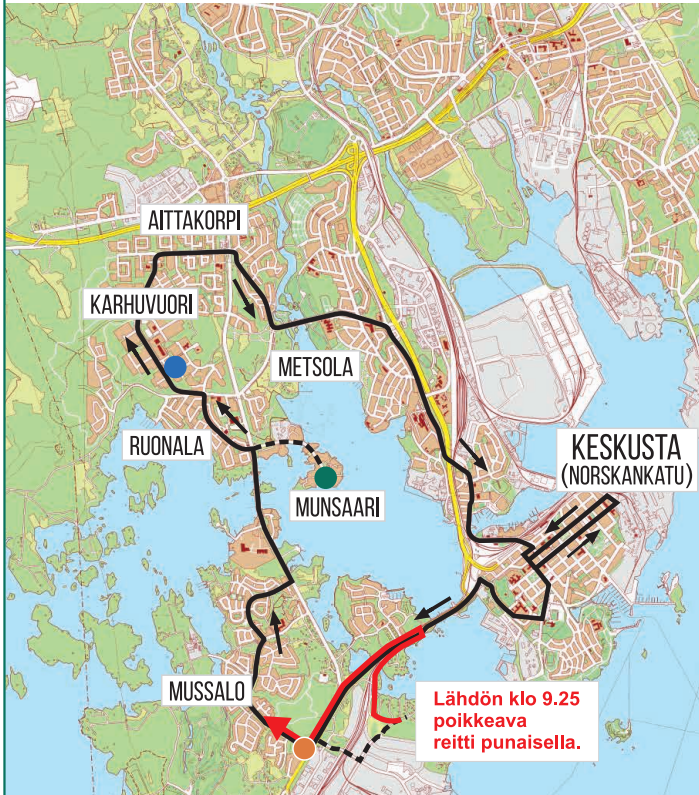 AITTAKORPI
KARHUVUORI
METSOLA
RUONALA
KESKUSTA
(NORSKANKATU)
MUNSAARI
MUSSALO
Lähdön klo 9.25
poikkeava
reitti punaisella.